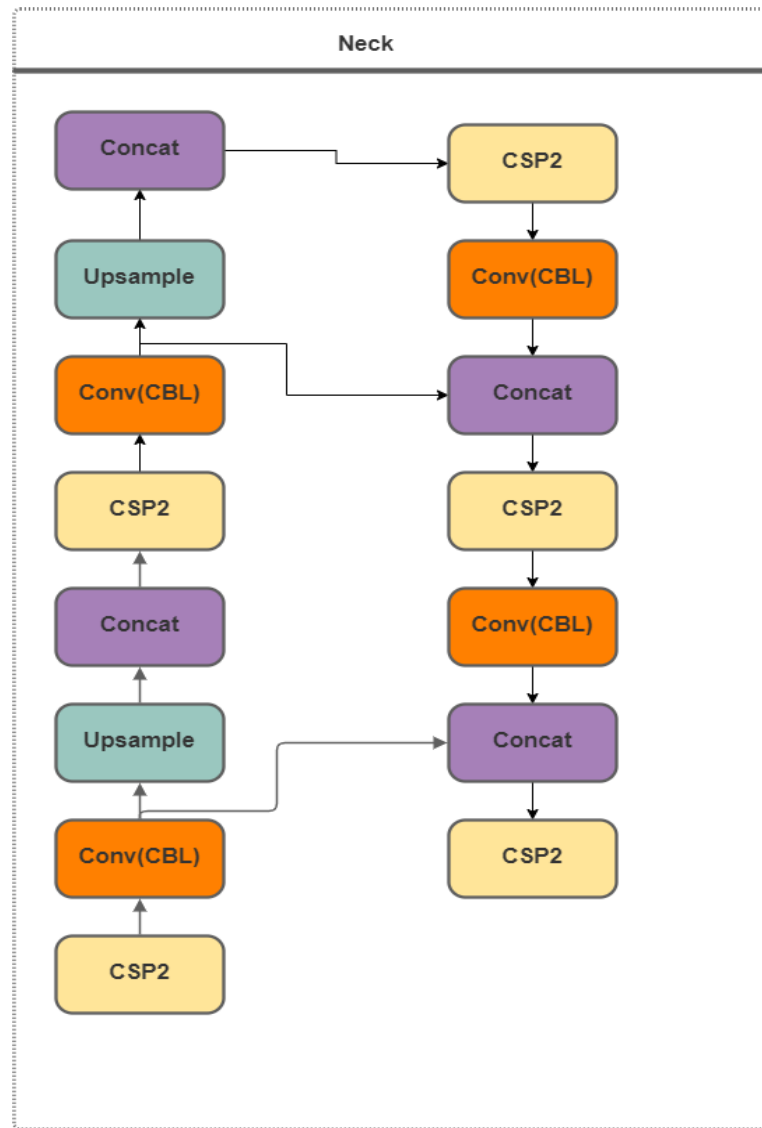 Neck
Concat
Upsample
Conv(CBL)
CSP2
Concat
Upsample
Conv(CBL)
CSP2
CSP2
Conv(CBL)
Concat
CSP2
Conv(CBL)
Concat
CSP2